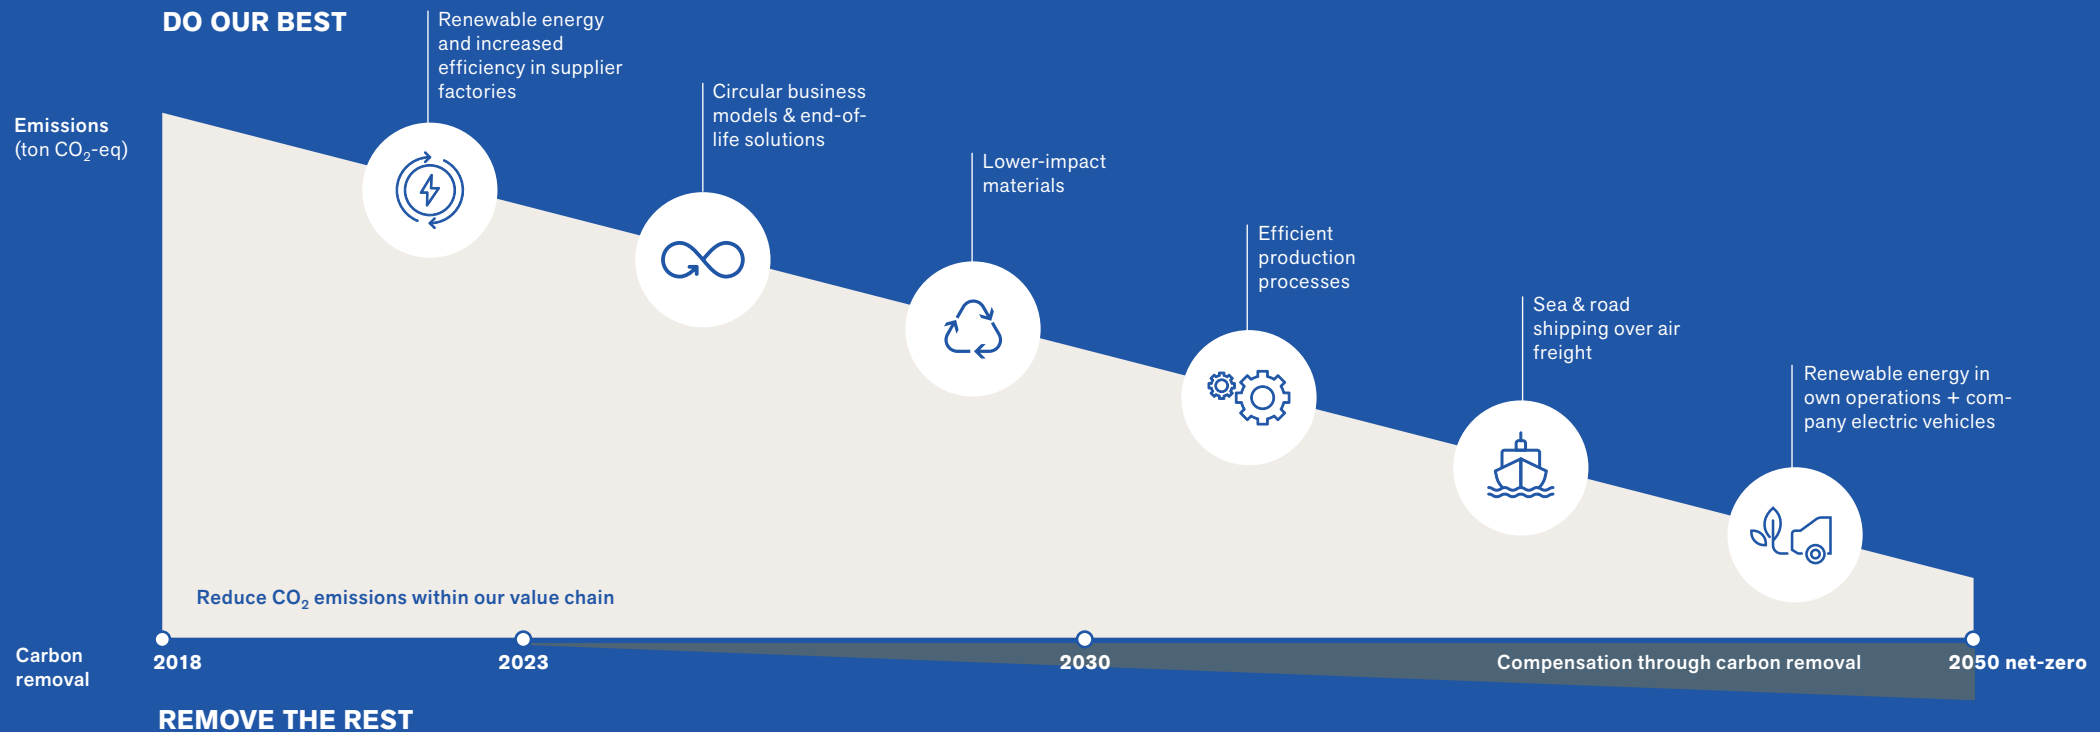 DO OUR BEST
Renewable energy
and increased
efficiency in supplier
factories
Circular business
models & end-of-
life solutions
Emissions
(ton CO₂-eq)
Lower-impact
materials
Efficient
production
processes
Sea & road
shipping over air
freight
Renewable energy in
own operations + com-
pany electric vehicles
Reduce CO₂ emissions within our value chain
Carbon
removal
2018
2023
2030
Compensation through carbon removal
2050 net-zero
REMOVE THE REST